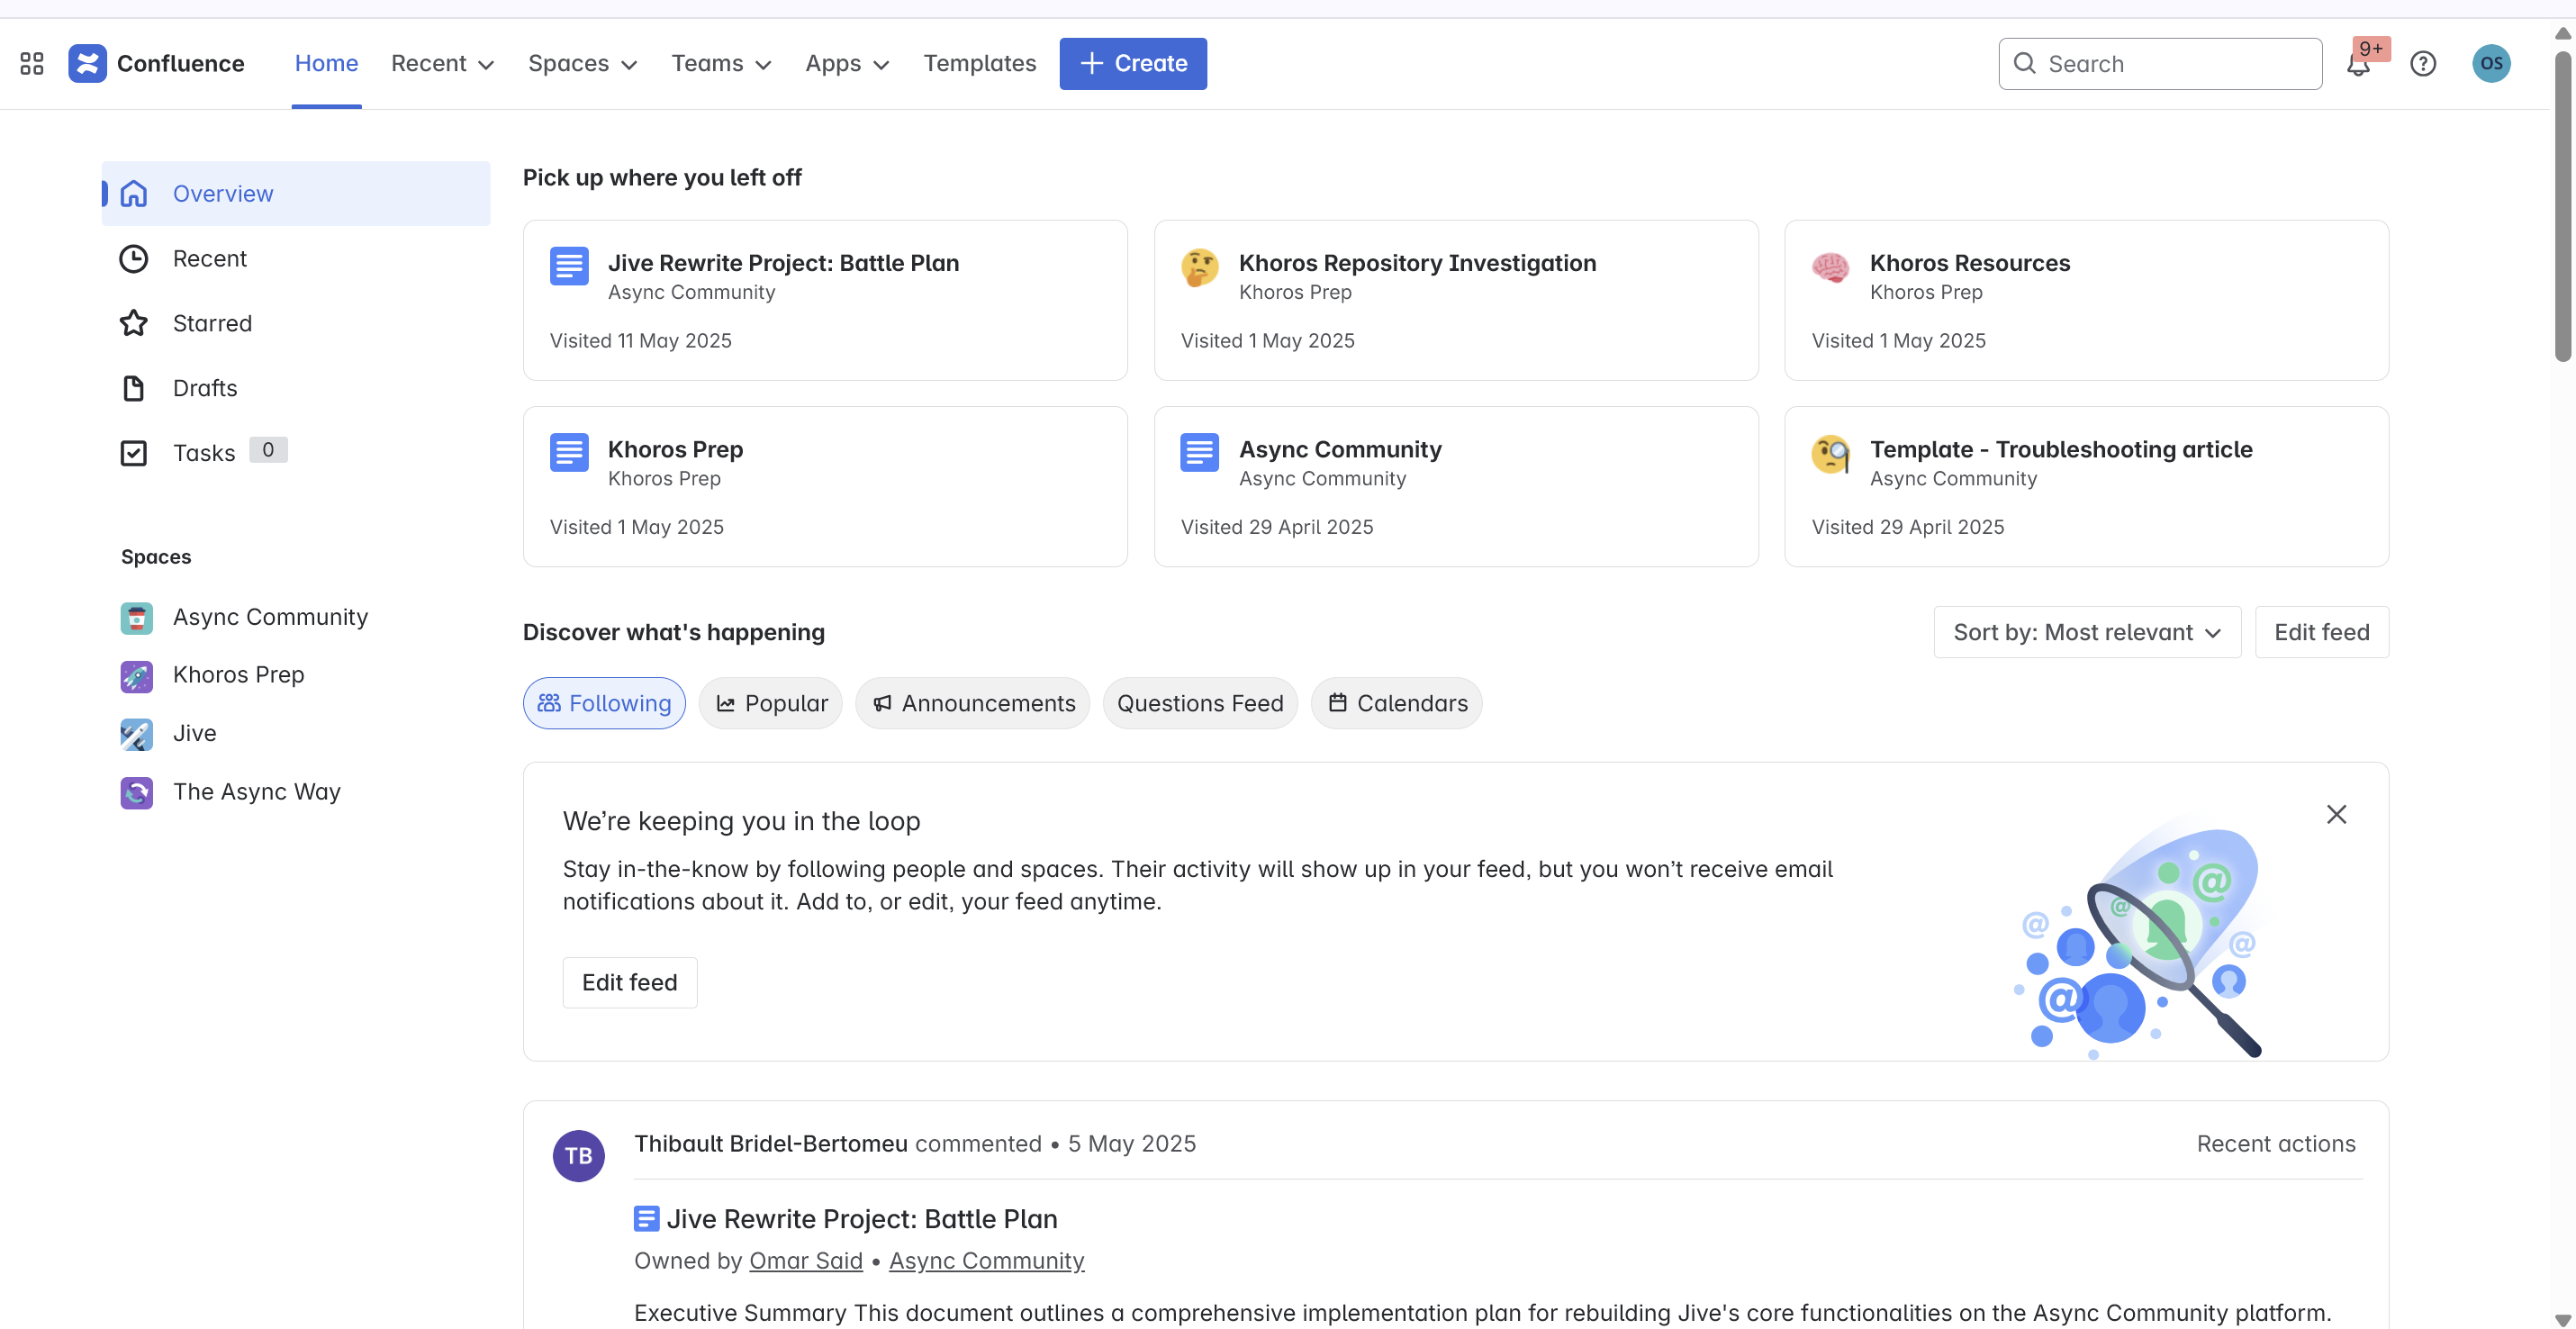 Confluence
Home
Recent
Spaces
Teams
Apps
Templates
Create
Search
9+
OS
Overview
Recent
Starred
Drafts
Tasks 0
Spaces
Async Community
Khoros Prep
Jive
The Async Way
Pick up where you left off
Jive Rewrite Project: Battle Plan
Async Community
Visited 11 May 2025
Khoros Repository Investigation
Khoros Prep
Visited 1 May 2025
Khoros Resources
Khoros Prep
Visited 1 May 2025
Khoros Prep
Khoros Prep
Visited 1 May 2025
Async Community
Async Community
Visited 29 April 2025
Template - Troubleshooting article
Async Community
Visited 29 April 2025
Discover what's happening
Sort by: Most relevant
Edit feed
Following
Popular
Announcements
Questions Feed
Calendars
We’re keeping you in the loop
Stay in-the-know by following people and spaces. Their activity will show up in your feed, but you won’t receive email
notifications about it. Add to, or edit, your feed anytime.
Edit feed
@
@
@
@
@
TB
Thibault Bridel-Bertomeu commented • 5 May 2025
Recent actions
Jive Rewrite Project: Battle Plan
Owned by Omar Said • Async Community
Executive Summary This document outlines a comprehensive implementation plan for rebuilding Jive's core functionalities on the Async Community platform.